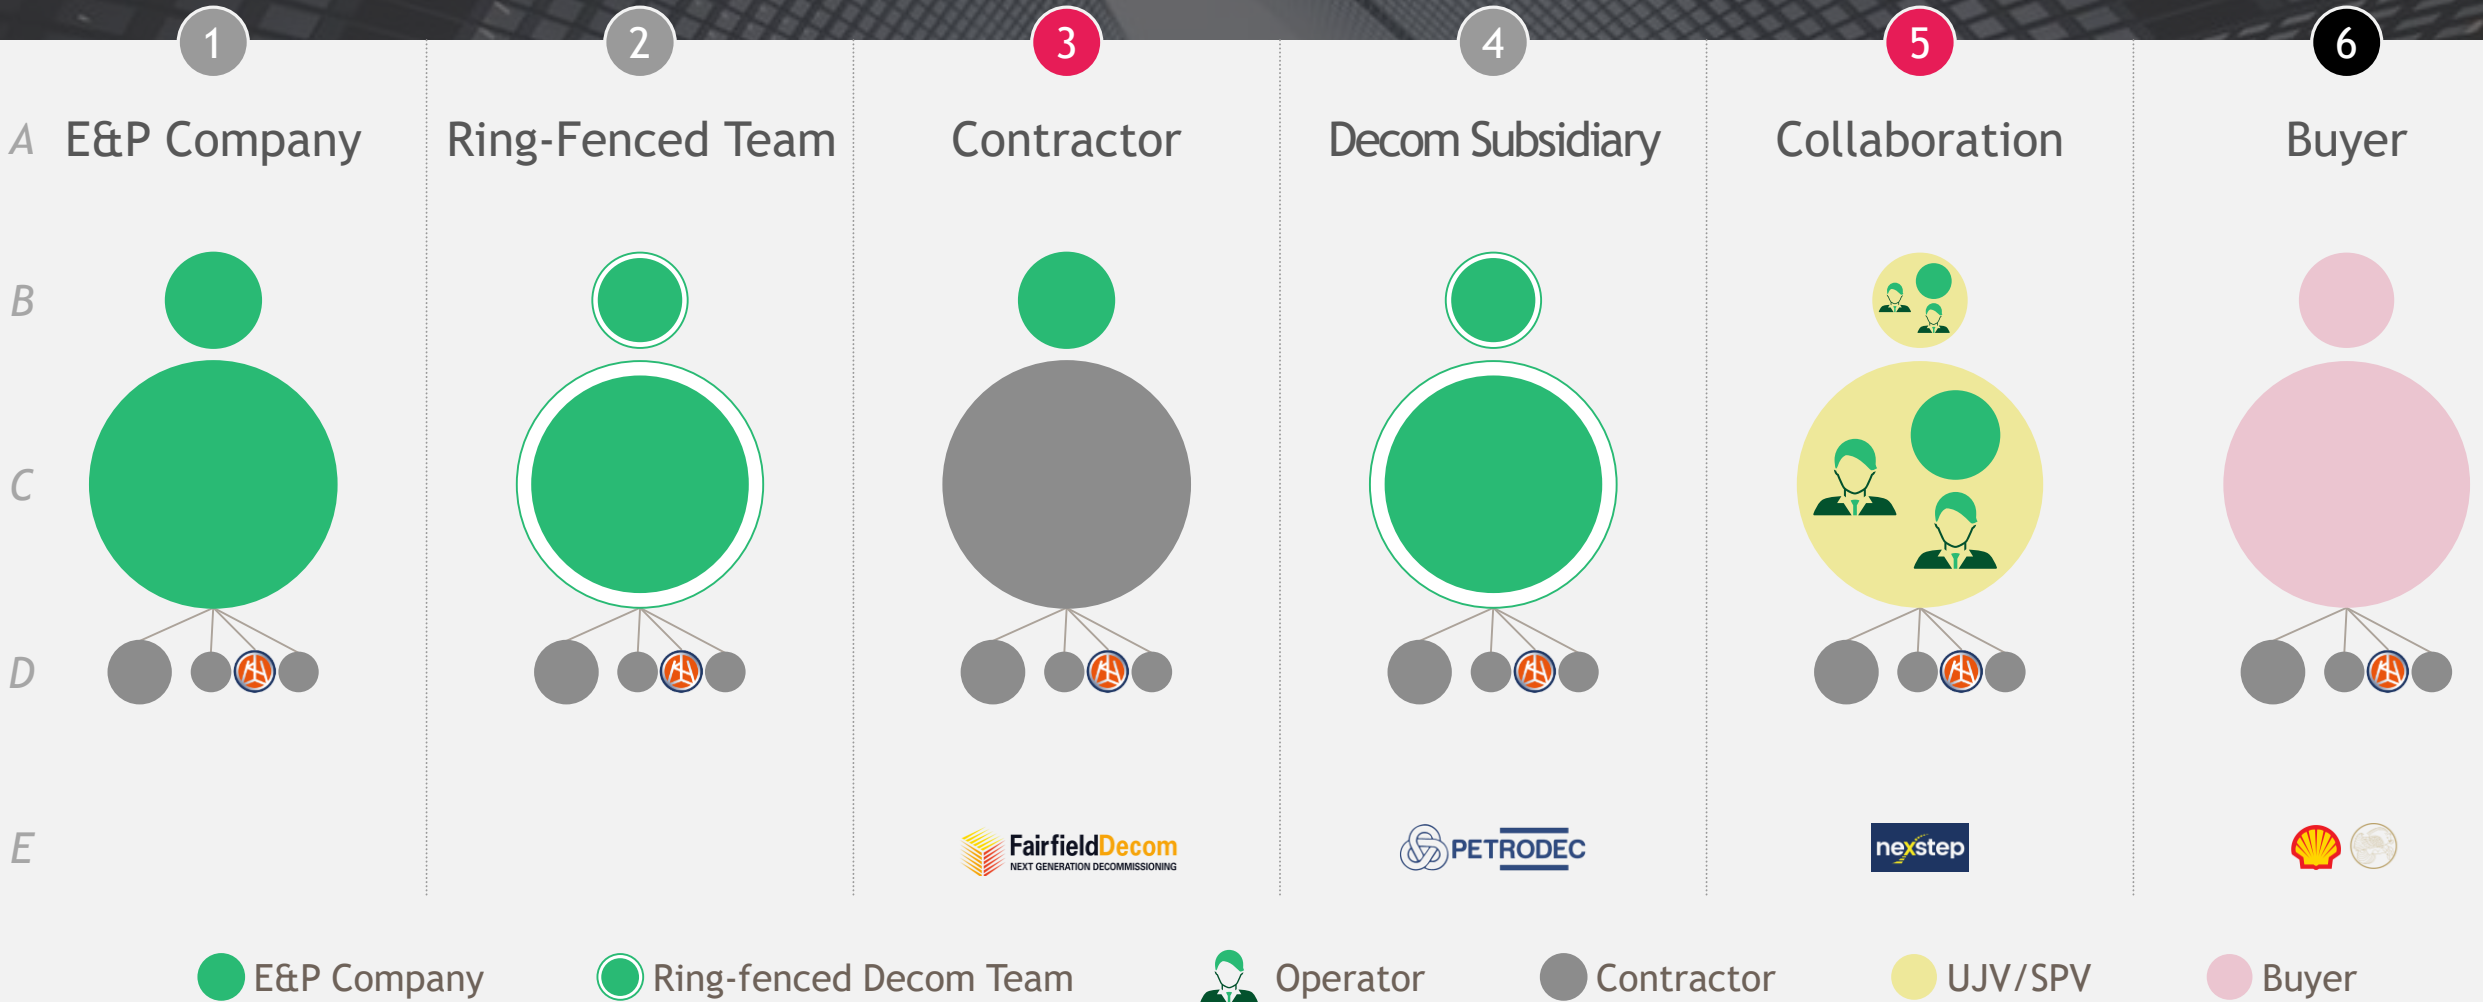 1 2 3 4 5 6
A E&P Company Ring-Fenced Team Contractor Decom Subsidiary Collaboration Buyer
B
C
D
E
FairfieldDecom
NEXT GENERATION DECOMMISSIONING
PETRODEC
nexstep
E&P Company Ring-fenced Decom Team Operator Contractor UJV/SPV Buyer